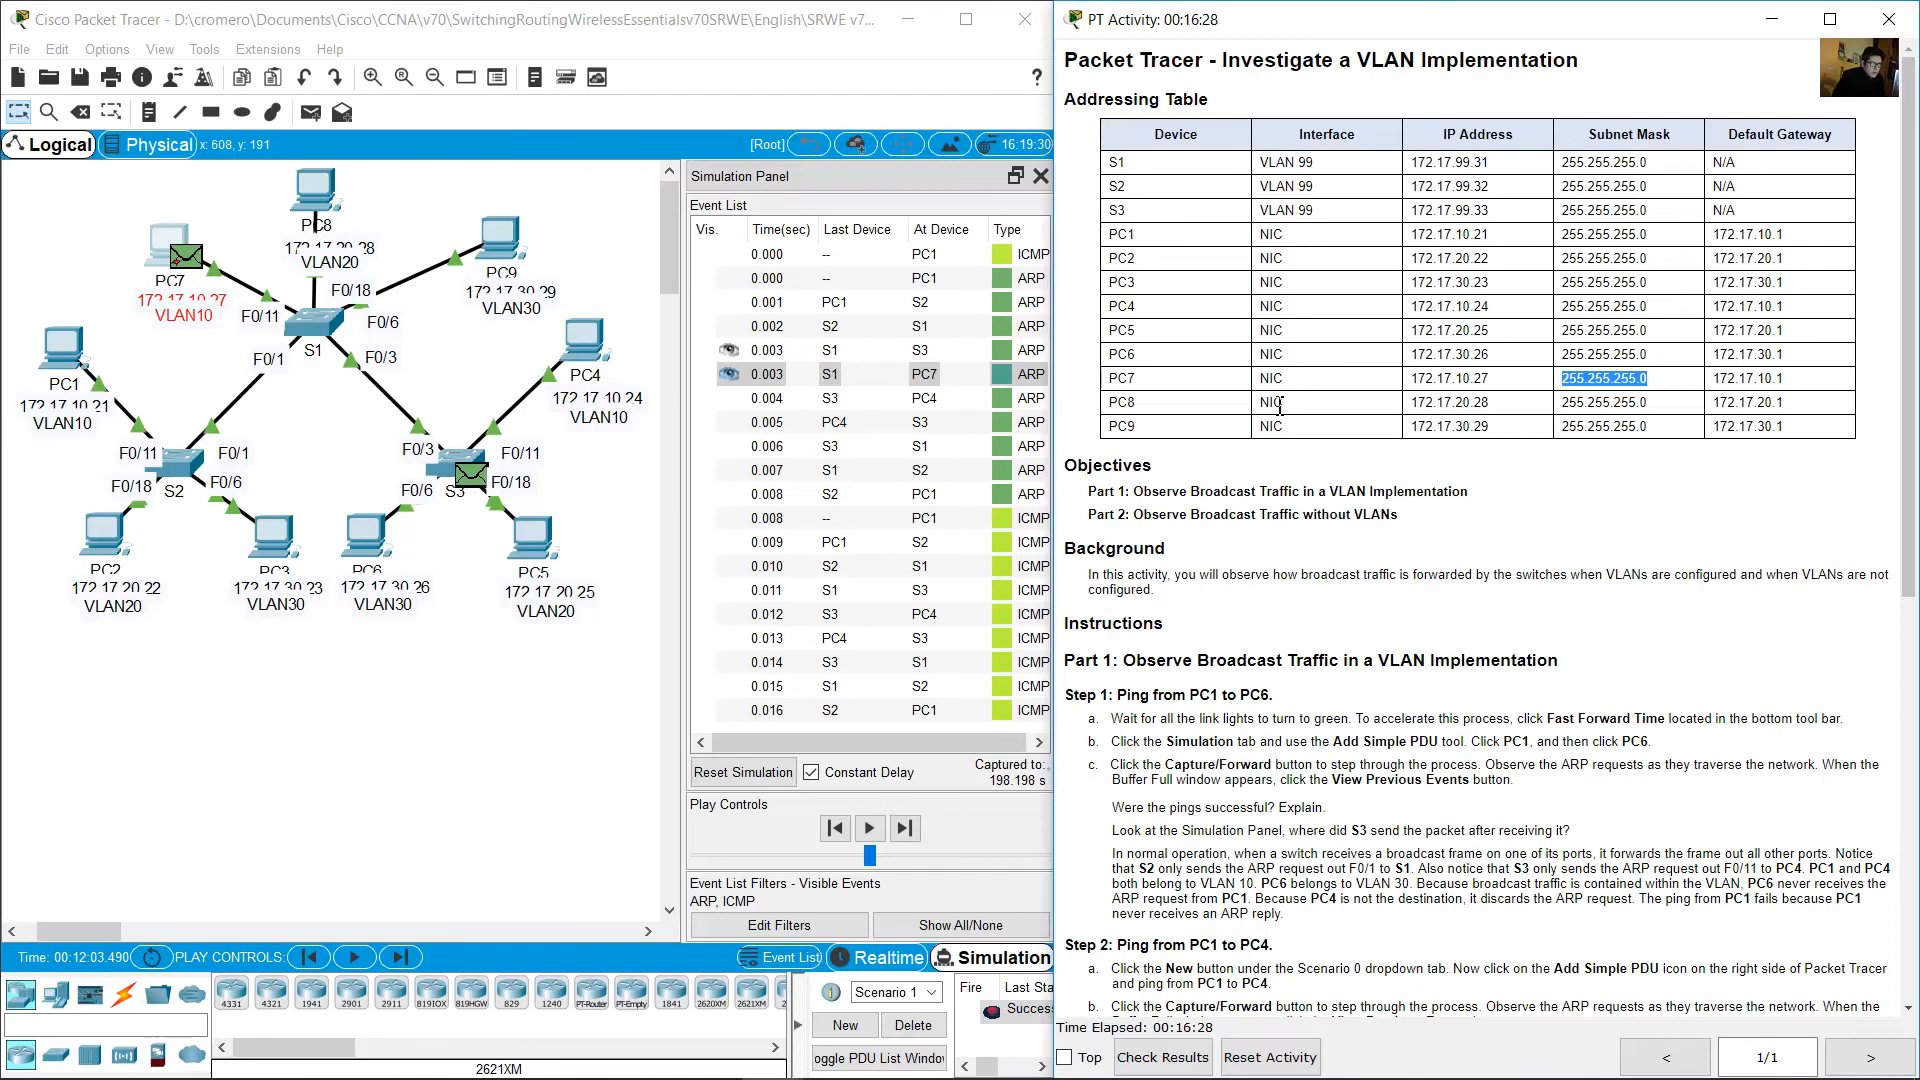 Cisco Packet Tracer - D:\cromero\Documents\Cisco\CCNA\v70\SwitchingRoutingWirelessEssentialsv70SRWE\English\SRWE v7...
File Edit Options View Tools Extensions Help
Logical Physical x: 608, y: 191 [Root] 16:19:30
PC8
172.17.20.28
VLAN20
PC7
172.17.10.27
VLAN10
PC9
172.17.30.29
VLAN30
F0/18
F0/11
F0/6
S1
F0/1
F0/3
PC1
172.17.10.21
VLAN10
PC4
172.17.10.24
VLAN10
F0/11
F0/1
F0/18
S2
F0/6
F0/3
F0/11
F0/6
S3
F0/18
PC2
172.17.20.22
VLAN20
PC3
172.17.30.23
VLAN30
PC6
172.17.30.26
VLAN30
PC5
172.17.20.25
VLAN20
Simulation Panel
Event List
Vis. Time(sec) Last Device At Device Type
0.000 -- PC1 ICMP
0.000 -- PC1 ARP
0.001 PC1 S2 ARP
0.002 S2 S1 ARP
0.003 S1 S3 ARP
0.003 S1 PC7 ARP
0.004 S3 PC4 ARP
0.005 PC4 S3 ARP
0.006 S3 S1 ARP
0.007 S1 S2 ARP
0.008 S2 PC1 ARP
0.008 -- PC1 ICMP
0.009 PC1 S2 ICMP
0.010 S2 S1 ICMP
0.011 S1 S3 ICMP
0.012 S3 PC4 ICMP
0.013 PC4 S3 ICMP
0.014 S3 S1 ICMP
0.015 S1 S2 ICMP
0.016 S2 PC1 ICMP
Reset Simulation Constant Delay Captured to:
198.198 s
Play Controls
Event List Filters - Visible Events
ARP, ICMP
Edit Filters Show All/None
Time: 00:12:03.490 PLAY CONTROLS: Event List Realtime Simulation
4331 4321 1941 2901 2911 819IOX 819HGW 829 1240 PT-Router PT-Empty 1841 2620XM 2621XM
2621XM
Scenario 1
New Delete
oggle PDU List Windov
Fire Last Sta
Succes
PT Activity: 00:16:28
Packet Tracer - Investigate a VLAN Implementation
Addressing Table
Device Interface IP Address Subnet Mask Default Gateway
S1 VLAN 99 172.17.99.31 255.255.255.0 N/A
S2 VLAN 99 172.17.99.32 255.255.255.0 N/A
S3 VLAN 99 172.17.99.33 255.255.255.0 N/A
PC1 NIC 172.17.10.21 255.255.255.0 172.17.10.1
PC2 NIC 172.17.20.22 255.255.255.0 172.17.20.1
PC3 NIC 172.17.30.23 255.255.255.0 172.17.30.1
PC4 NIC 172.17.10.24 255.255.255.0 172.17.10.1
PC5 NIC 172.17.20.25 255.255.255.0 172.17.20.1
PC6 NIC 172.17.30.26 255.255.255.0 172.17.30.1
PC7 NIC 172.17.10.27 255.255.255.0 172.17.10.1
PC8 NIC 172.17.20.28 255.255.255.0 172.17.20.1
PC9 NIC 172.17.30.29 255.255.255.0 172.17.30.1
Objectives
Part 1: Observe Broadcast Traffic in a VLAN Implementation
Part 2: Observe Broadcast Traffic without VLANs
Background
In this activity, you will observe how broadcast traffic is forwarded by the switches when VLANs are configured and when VLANs are not
configured.
Instructions
Part 1: Observe Broadcast Traffic in a VLAN Implementation
Step 1: Ping from PC1 to PC6.
a. Wait for all the link lights to turn to green. To accelerate this process, click Fast Forward Time located in the bottom tool bar.
b. Click the Simulation tab and use the Add Simple PDU tool. Click PC1, and then click PC6.
c. Click the Capture/Forward button to step through the process. Observe the ARP requests as they traverse the network. When the
Buffer Full window appears, click the View Previous Events button.
Were the pings successful? Explain.
Look at the Simulation Panel, where did S3 send the packet after receiving it?
In normal operation, when a switch receives a broadcast frame on one of its ports, it forwards the frame out all other ports. Notice
that S2 only sends the ARP request out F0/1 to S1. Also notice that S3 only sends the ARP request out F0/11 to PC4. PC1 and PC4
both belong to VLAN 10. PC6 belongs to VLAN 30. Because broadcast traffic is contained within the VLAN, PC6 never receives the
ARP request from PC1. Because PC4 is not the destination, it discards the ARP request. The ping from PC1 fails because PC1
never receives an ARP reply.
Step 2: Ping from PC1 to PC4.
a. Click the New button under the Scenario 0 dropdown tab. Now click on the Add Simple PDU icon on the right side of Packet Tracer
and ping from PC1 to PC4.
b. Click the Capture/Forward button to step through the process. Observe the ARP requests as they traverse the network. When the
Time Elapsed: 00:16:28
Top Check Results Reset Activity < 1/1 >